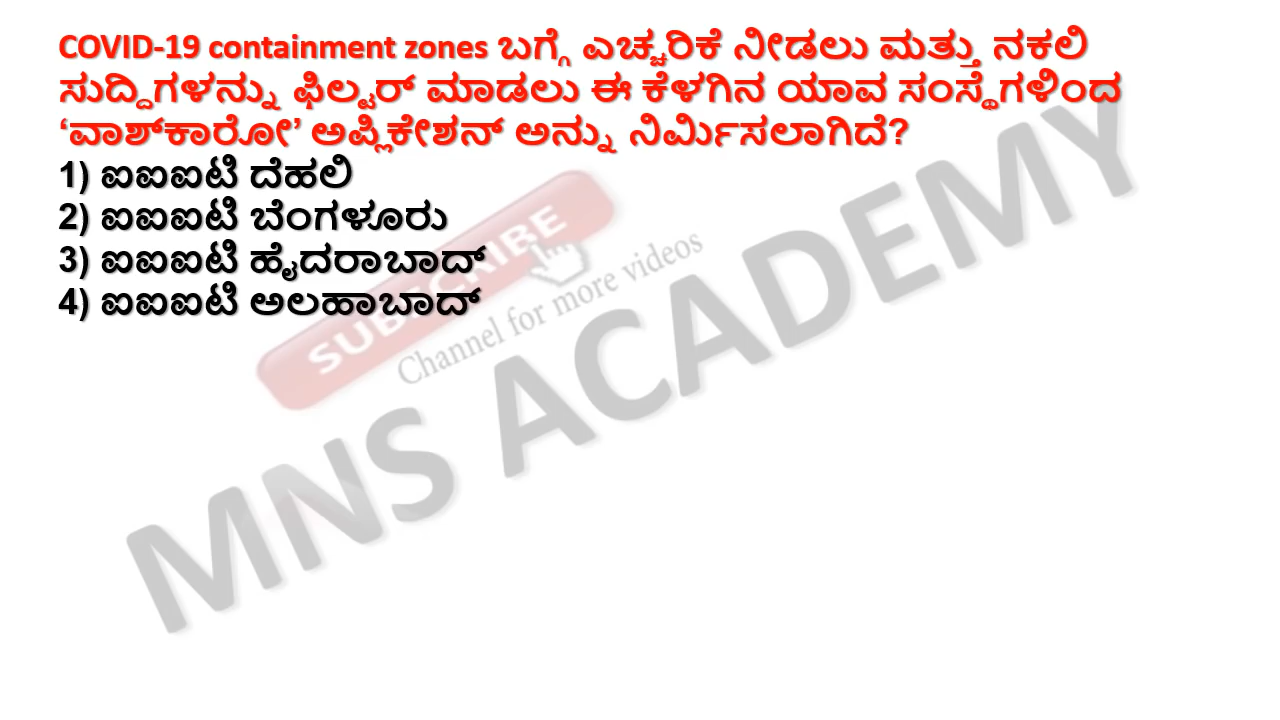 COVID-19 containment zones ಬಗ್ಗೆ ಎಚ್ಚರಿಕೆ ನೀಡಲು ಮತ್ತು ನಕಲಿ
ಸುದ್ದಿಗಳನ್ನು ಫಿಲ್ಟರ್ ಮಾಡಲು ಈ ಕೆಳಗಿನ ಯಾವ ಸಂಸ್ಥೆಗಳಿಂದ
‘ವಾಶ್‌ಕಾರೋ’ ಅಪ್ಲಿಕೇಶನ್ ಅನ್ನು ನಿರ್ಮಿಸಲಾಗಿದೆ?
1) ಐಐಐಟಿ ದೆಹಲಿ
2) ಐಐಐಟಿ ಬೆಂಗಳೂರು
3) ಐಐಐಟಿ ಹೈದರಾಬಾದ್
4) ಐಐಐಟಿ ಅಲಹಾಬಾದ್
SUBSCRIBE
Channel for more videos
MNS ACADEMY